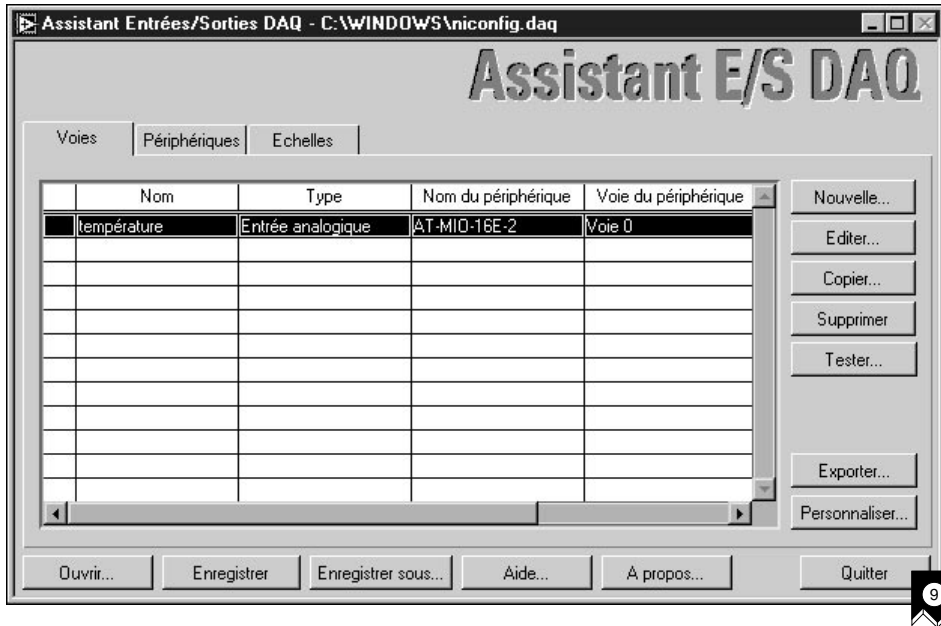 Assistant Entrées/Sorties DAQ - C:\WINDOWS\niconfig.daq
Assistant E/S DAQ
Voies Périphériques Echelles
Nom Type Nom du périphérique Voie du périphérique
température Entrée analogique AT-MIO-16E-2 Voie 0
Nouvelle...
Editer...
Copier...
Supprimer
Tester...
Exporter...
Personnaliser...
Ouvrir... Enregistrer Enregistrer sous... Aide... A propos... Quitter
9